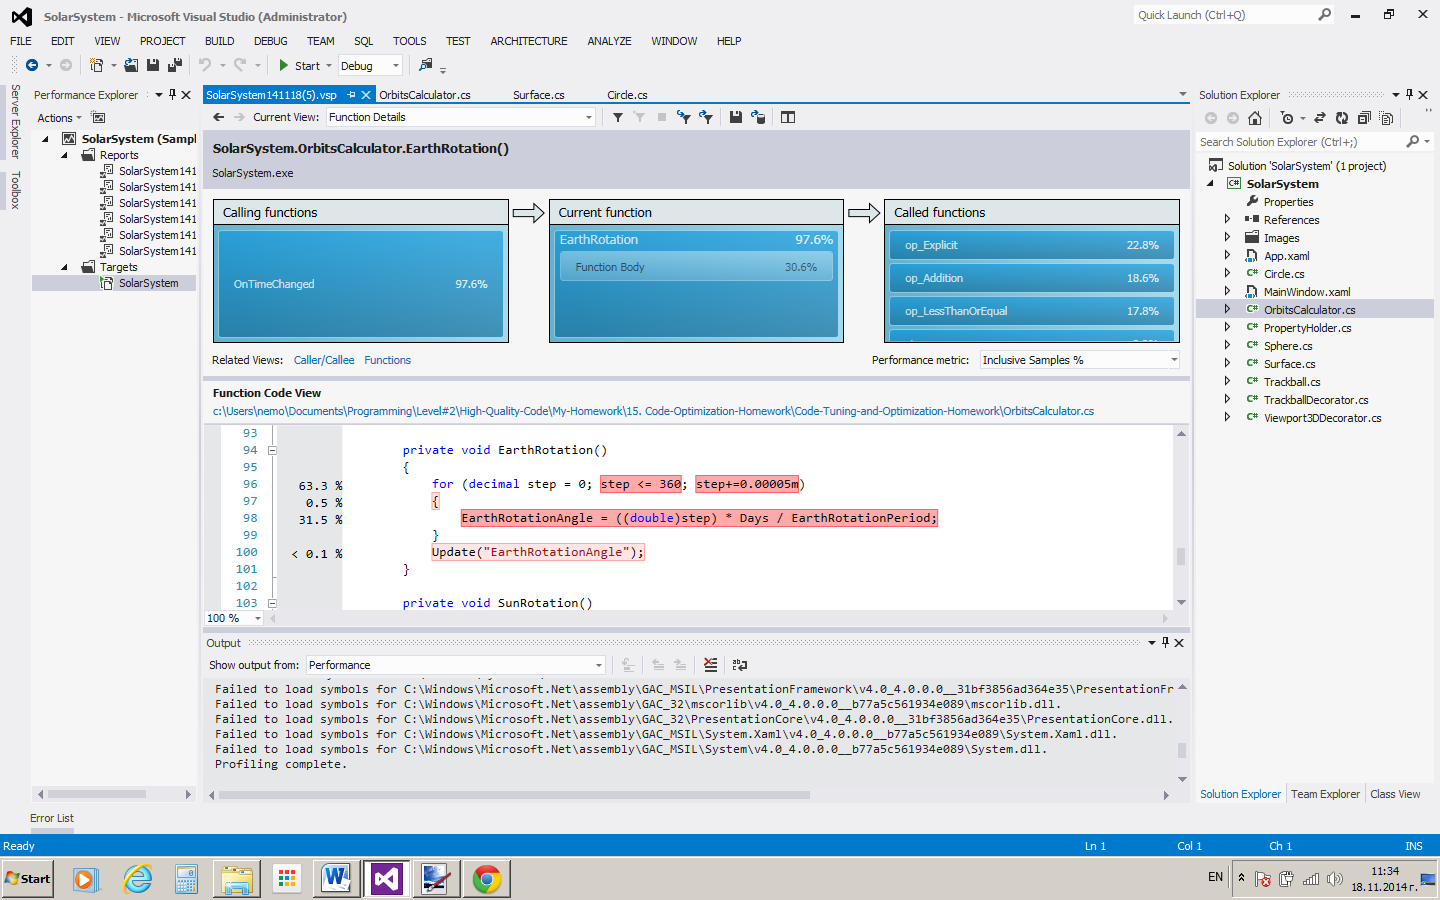 SolarSystem - Microsoft Visual Studio (Administrator)
Quick Launch (Ctrl+Q)
FILE EDIT VIEW PROJECT BUILD DEBUG TEAM SQL TOOLS TEST ARCHITECTURE ANALYZE WINDOW HELP
Start Debug
Server Explorer
Toolbox
Performance Explorer
Actions
SolarSystem (Sampl
Reports
SolarSystem141
SolarSystem141
SolarSystem141
SolarSystem141
SolarSystem141
SolarSystem141
Targets
SolarSystem
SolarSystem141118(5).vsp OrbitsCalculator.cs Surface.cs Circle.cs
Current View: Function Details
SolarSystem.OrbitsCalculator.EarthRotation()
SolarSystem.exe
Calling functions
OnTimeChanged 97.6%
Current function
EarthRotation 97.6%
Function Body 30.6%
Called functions
op_Explicit 22.8%
op_Addition 18.6%
op_LessThanOrEqual 17.8%
Related Views: Caller/Callee Functions
Performance metric: Inclusive Samples %
Function Code View
c:\Users\nemo\Documents\Programming\Level#2\High-Quality-Code\My-Homework\15. Code-Optimization-Homework\Code-Tuning-and-Optimization-Homework\OrbitsCalculator.cs
93
94 private void EarthRotation()
95 {
63.3 % 96 for (decimal step = 0; step <= 360; step+=0.00005m)
0.5 % 97 {
31.5 % 98 EarthRotationAngle = ((double)step) * Days / EarthRotationPeriod;
99 }
< 0.1 % 100 Update("EarthRotationAngle");
101 }
102
103 private void SunRotation()
100 %
Output
Show output from: Performance
Failed to load symbols for C:\Windows\Microsoft.Net\assembly\GAC_MSIL\PresentationFramework\v4.0_4.0.0.0__31bf3856ad364e35\PresentationFr
Failed to load symbols for C:\Windows\Microsoft.Net\assembly\GAC_32\mscorlib\v4.0_4.0.0.0__b77a5c561934e089\mscorlib.dll.
Failed to load symbols for C:\Windows\Microsoft.Net\assembly\GAC_32\PresentationCore\v4.0_4.0.0.0__31bf3856ad364e35\PresentationCore.dll.
Failed to load symbols for C:\Windows\Microsoft.Net\assembly\GAC_MSIL\System.Xaml\v4.0_4.0.0.0__b77a5c561934e089\System.Xaml.dll.
Failed to load symbols for C:\Windows\Microsoft.Net\assembly\GAC_MSIL\System\v4.0_4.0.0.0__b77a5c561934e089\System.dll.
Profiling complete.
Solution Explorer
Search Solution Explorer (Ctrl+;)
Solution 'SolarSystem' (1 project)
SolarSystem
Properties
References
Images
App.xaml
Circle.cs
MainWindow.xaml
OrbitsCalculator.cs
PropertyHolder.cs
Sphere.cs
Surface.cs
Trackball.cs
TrackballDecorator.cs
Viewport3DDecorator.cs
Solution Explorer Team Explorer Class View
Error List
Ready Ln 1 Col 1 Ch 1 INS
Start EN 11:34
18.11.2014 г.